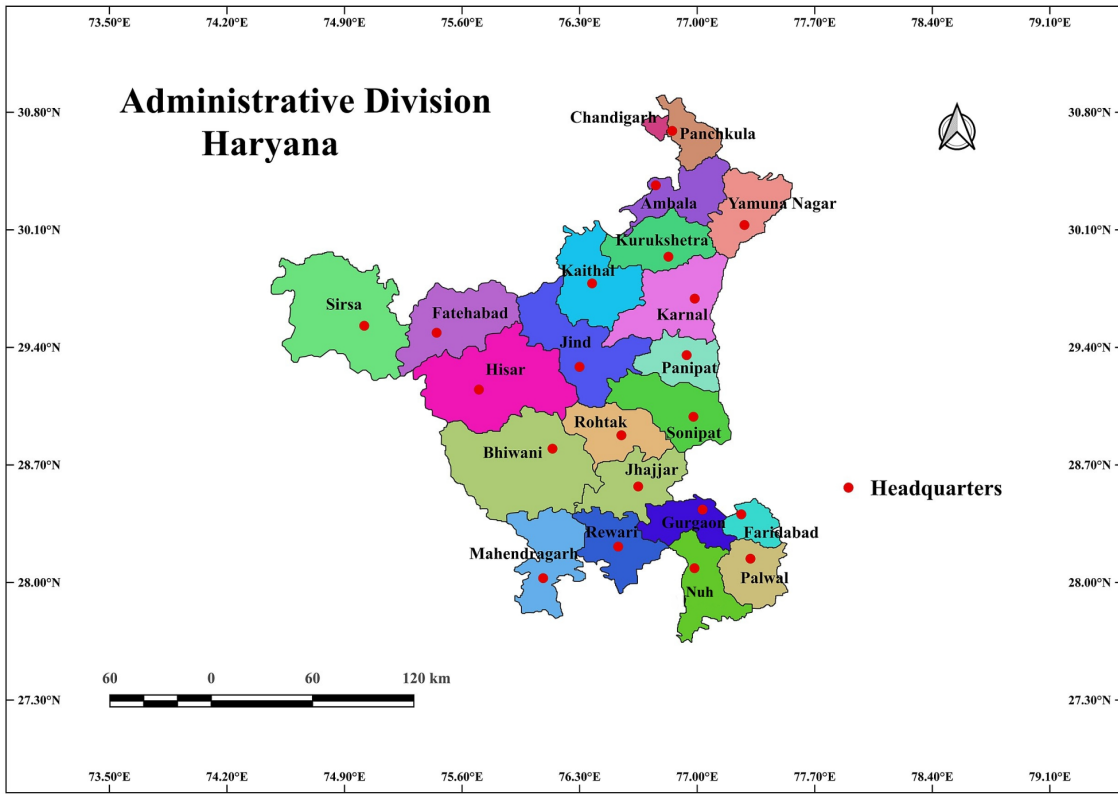 73.50°E 74.20°E 74.90°E 75.60°E 76.30°E 77.00°E 77.70°E 78.40°E 79.10°E
Administrative Division
Haryana
30.80°N 30.80°N
30.10°N 30.10°N
29.40°N 29.40°N
28.70°N 28.70°N
28.00°N 28.00°N
27.30°N 27.30°N
Chandigarh
Panchkula
Ambala
Yamuna Nagar
Kurukshetra
Kaithal
Sirsa
Fatehabad
Karnal
Jind
Hisar
Panipat
Rohtak
Sonipat
Bhiwani
Jhajjar
Headquarters
Gurgaon
Rewari
Faridabad
Mahendragarh
Palwal
Nuh
60 0 60 120 km
73.50°E 74.20°E 74.90°E 75.60°E 76.30°E 77.00°E 77.70°E 78.40°E 79.10°E